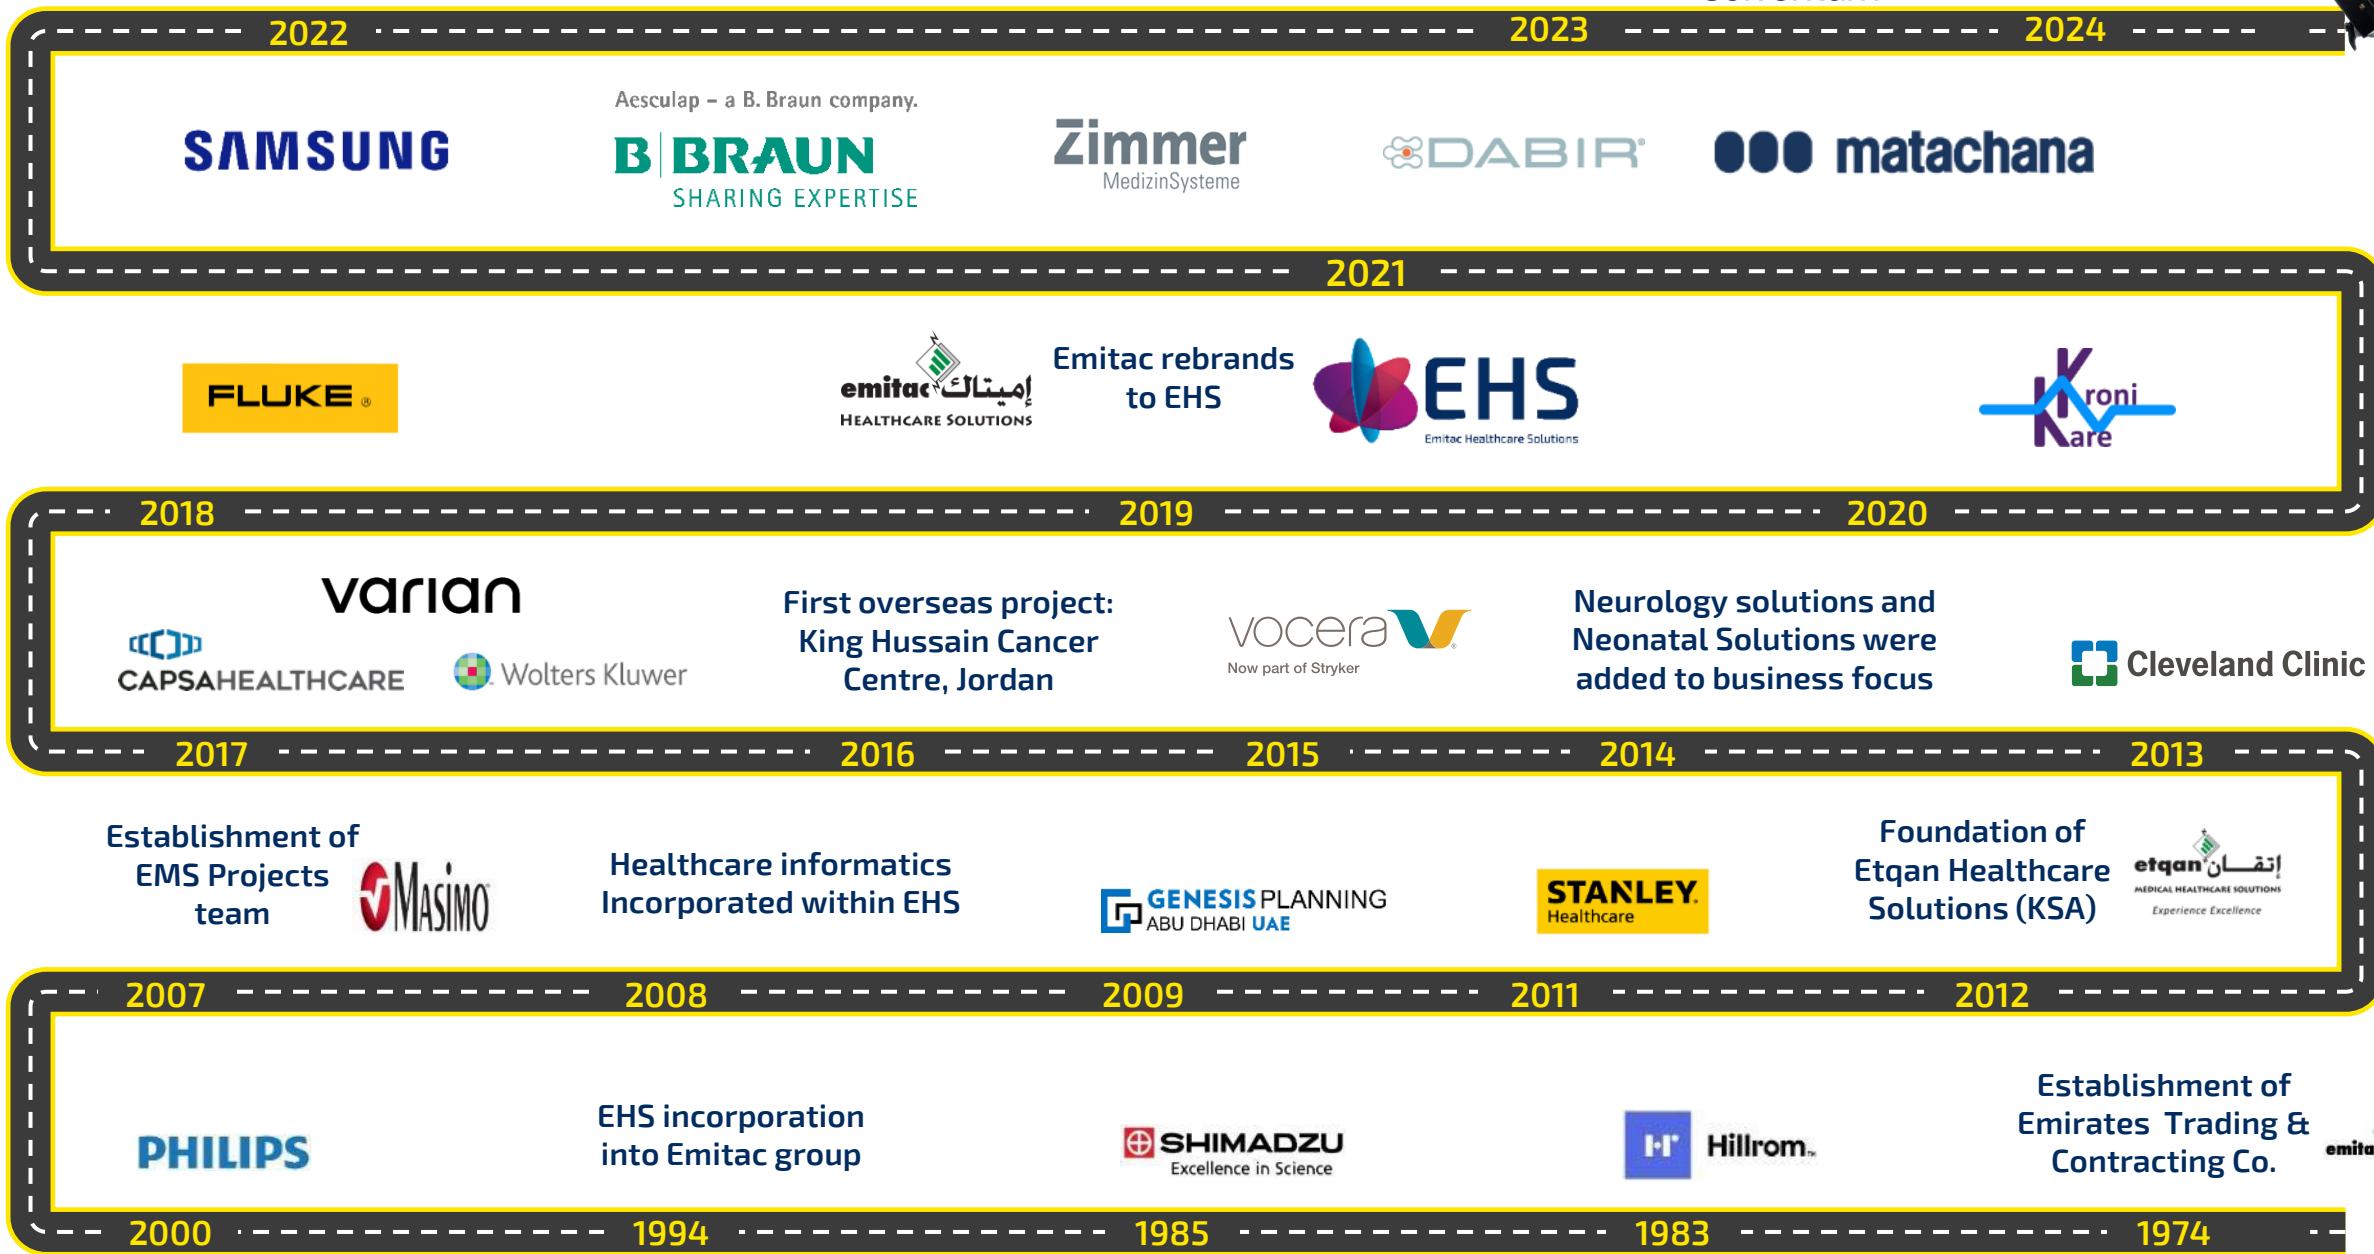 2022
2023
2024
Aesculap – a B. Braun company.
SAMSUNG
B|BRAUN
SHARING EXPERTISE
Zimmer
MedizinSysteme
DABIR
matachana
2021
FLUKE ®
emitac إميتاك
HEALTHCARE SOLUTIONS
Emitac rebrands
to EHS
EHS
Emitac Healthcare Solutions
Kroni
Kare
2018
2019
2020
varian
CAPSAHEALTHCARE
Wolters Kluwer
First overseas project:
King Hussain Cancer
Centre, Jordan
vocera
Now part of Stryker
Neurology solutions and
Neonatal Solutions were
added to business focus
Cleveland Clinic
2017
2016
2015
2014
2013
Establishment of
EMS Projects
team
Masimo
Healthcare informatics
Incorporated within EHS
GENESIS PLANNING
ABU DHABI UAE
STANLEY.
Healthcare
Foundation of
Etqan Healthcare
Solutions (KSA)
etqan إتقان
MEDICAL HEALTHCARE SOLUTIONS
Experience Excellence
2007
2008
2009
2011
2012
PHILIPS
EHS incorporation
into Emitac group
SHIMADZU
Excellence in Science
H-r
Hillrom™
Establishment of
Emirates Trading &
Contracting Co.
emita
2000
1994
1985
1983
1974